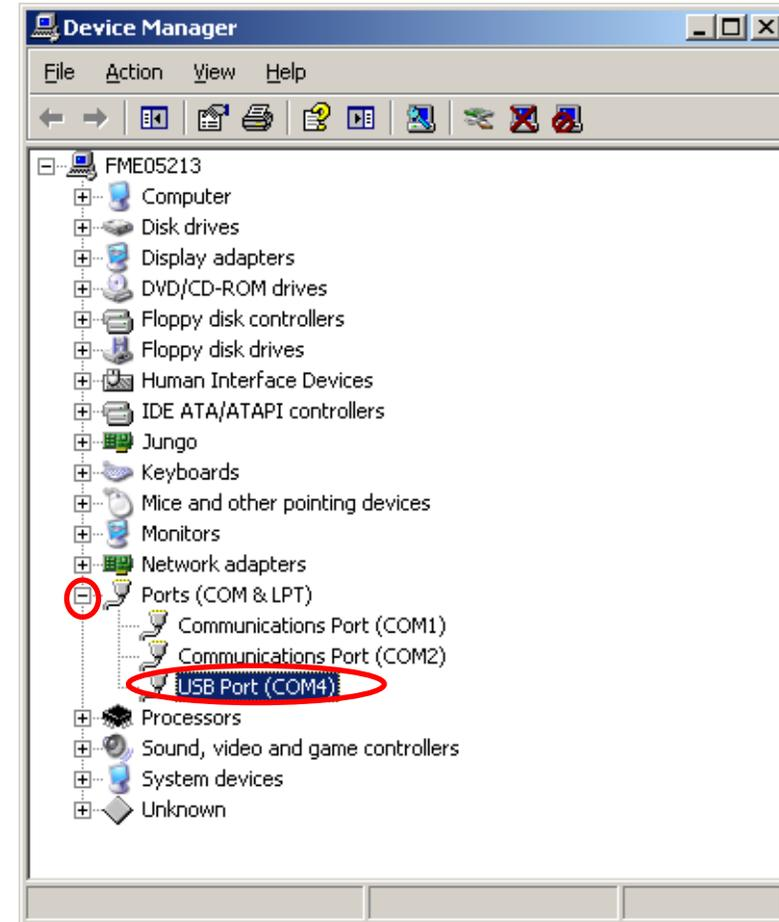 Device Manager
File Action View Help
FME05213
Computer
Disk drives
Display adapters
DVD/CD-ROM drives
Floppy disk controllers
Floppy disk drives
Human Interface Devices
IDE ATA/ATAPI controllers
Jungo
Keyboards
Mice and other pointing devices
Monitors
Network adapters
Ports (COM & LPT)
Communications Port (COM1)
Communications Port (COM2)
USB Port (COM4)
Processors
Sound, video and game controllers
System devices
Unknown